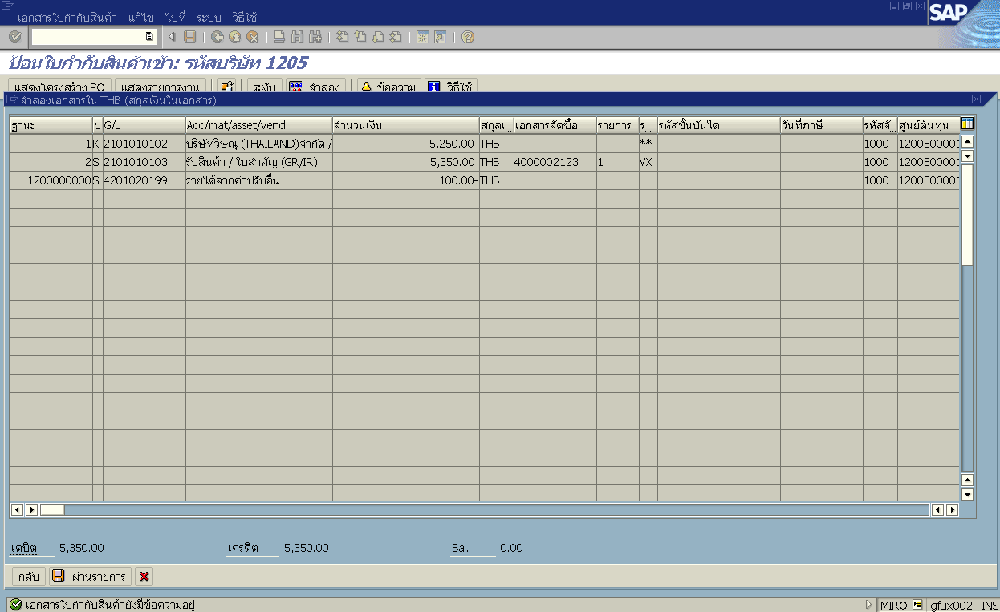 เอกสารใบกำกับสินค้า แก้ไข ไปที่ ระบบ วิธีใช้
SAP
ป้อนใบกำกับสินค้าเข้า: รหัสบริษัท 1205
แสดงโครงสร้าง PO แสดงรายการงาน ระงับ จำลอง ข้อความ วิธีใช้
จำลองเอกสารใน THB (สกุลเงินในเอกสาร)
ฐานะ ป G/L Acc/mat/asset/vend จำนวนเงิน สกุลเ... เอกสารจัดซื้อ รายการ ร... รหัสขั้นบันได วันที่ภาษี รหัสจั... ศูนย์ต้นทุน
1 K 2101010102 บริษัทวิษณุ (THAILAND)จำกัด / 5,250.00- THB ** 1000 1200500001
2 S 2101010103 รับสินค้า / ใบสำคัญ (GR/IR) 5,350.00 THB 4000002123 1 VX 1000 1200500001
1200000000 S 4201020199 รายได้จากค่าปรับอื่น 100.00- THB 1000 1200500001
เดบิต 5,350.00 เครดิต 5,350.00 Bal. 0.00
กลับ ผ่านรายการ
เอกสารใบกำกับสินค้ายังมีข้อความอยู่ MIRO gfux002 INS